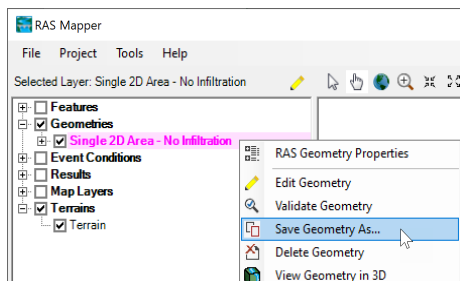 RAS Mapper
File Project Tools Help
Selected Layer: Single 2D Area - No Infiltration
Features
Geometries
Single 2D Area - No Infiltration
Event Conditions
Results
Map Layers
Terrains
Terrain
RAS Geometry Properties
Edit Geometry
Validate Geometry
Save Geometry As...
Delete Geometry
View Geometry in 3D